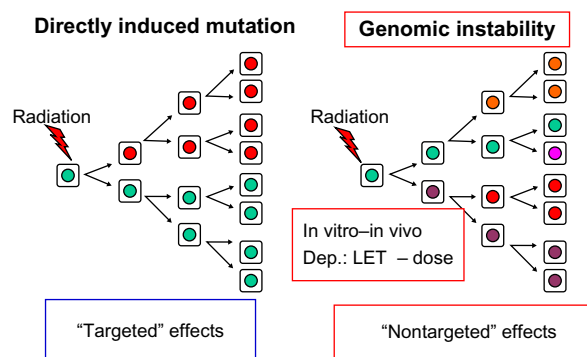 Directly induced mutation
Genomic instability
Radiation
Radiation
In vitro–in vivo
Dep.: LET – dose
“Targeted” effects
“Nontargeted” effects